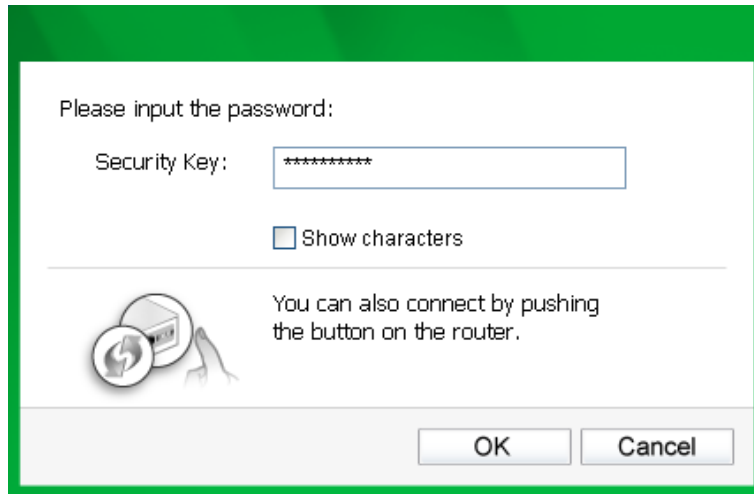 Please input the password:
Security Key: **********
Show characters
You can also connect by pushing
the button on the router.
OK Cancel